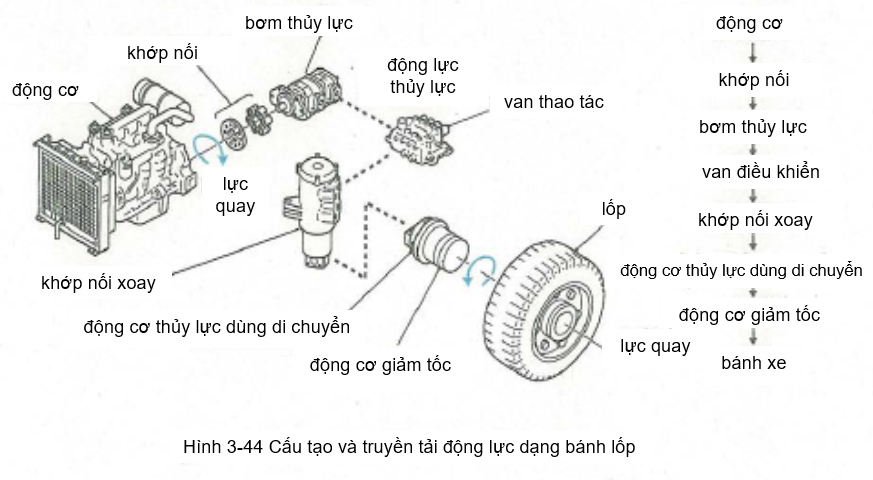 bơm thủy lực
khớp nối
động cơ
động lực
thủy lực
van thao tác
lực
quay
lốp
khớp nối xoay
động cơ thủy lực dùng di chuyển
động cơ giảm tốc
lực quay
động cơ
khớp nối
bơm thủy lực
van điều khiển
khớp nối xoay
động cơ thủy lực dùng di chuyển
động cơ giảm tốc
bánh xe
Hình 3-44 Cấu tạo và truyền tải động lực dạng bánh lốp